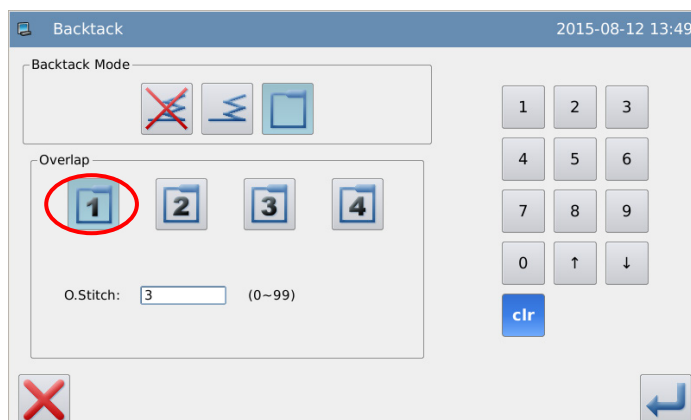 Backtack 2015-08-12 13:49
Backtack Mode
Overlap
1 2 3 4
O.Stitch: 3 (0~99)
1 2 3
4 5 6
7 8 9
0 ↑ ↓
clr